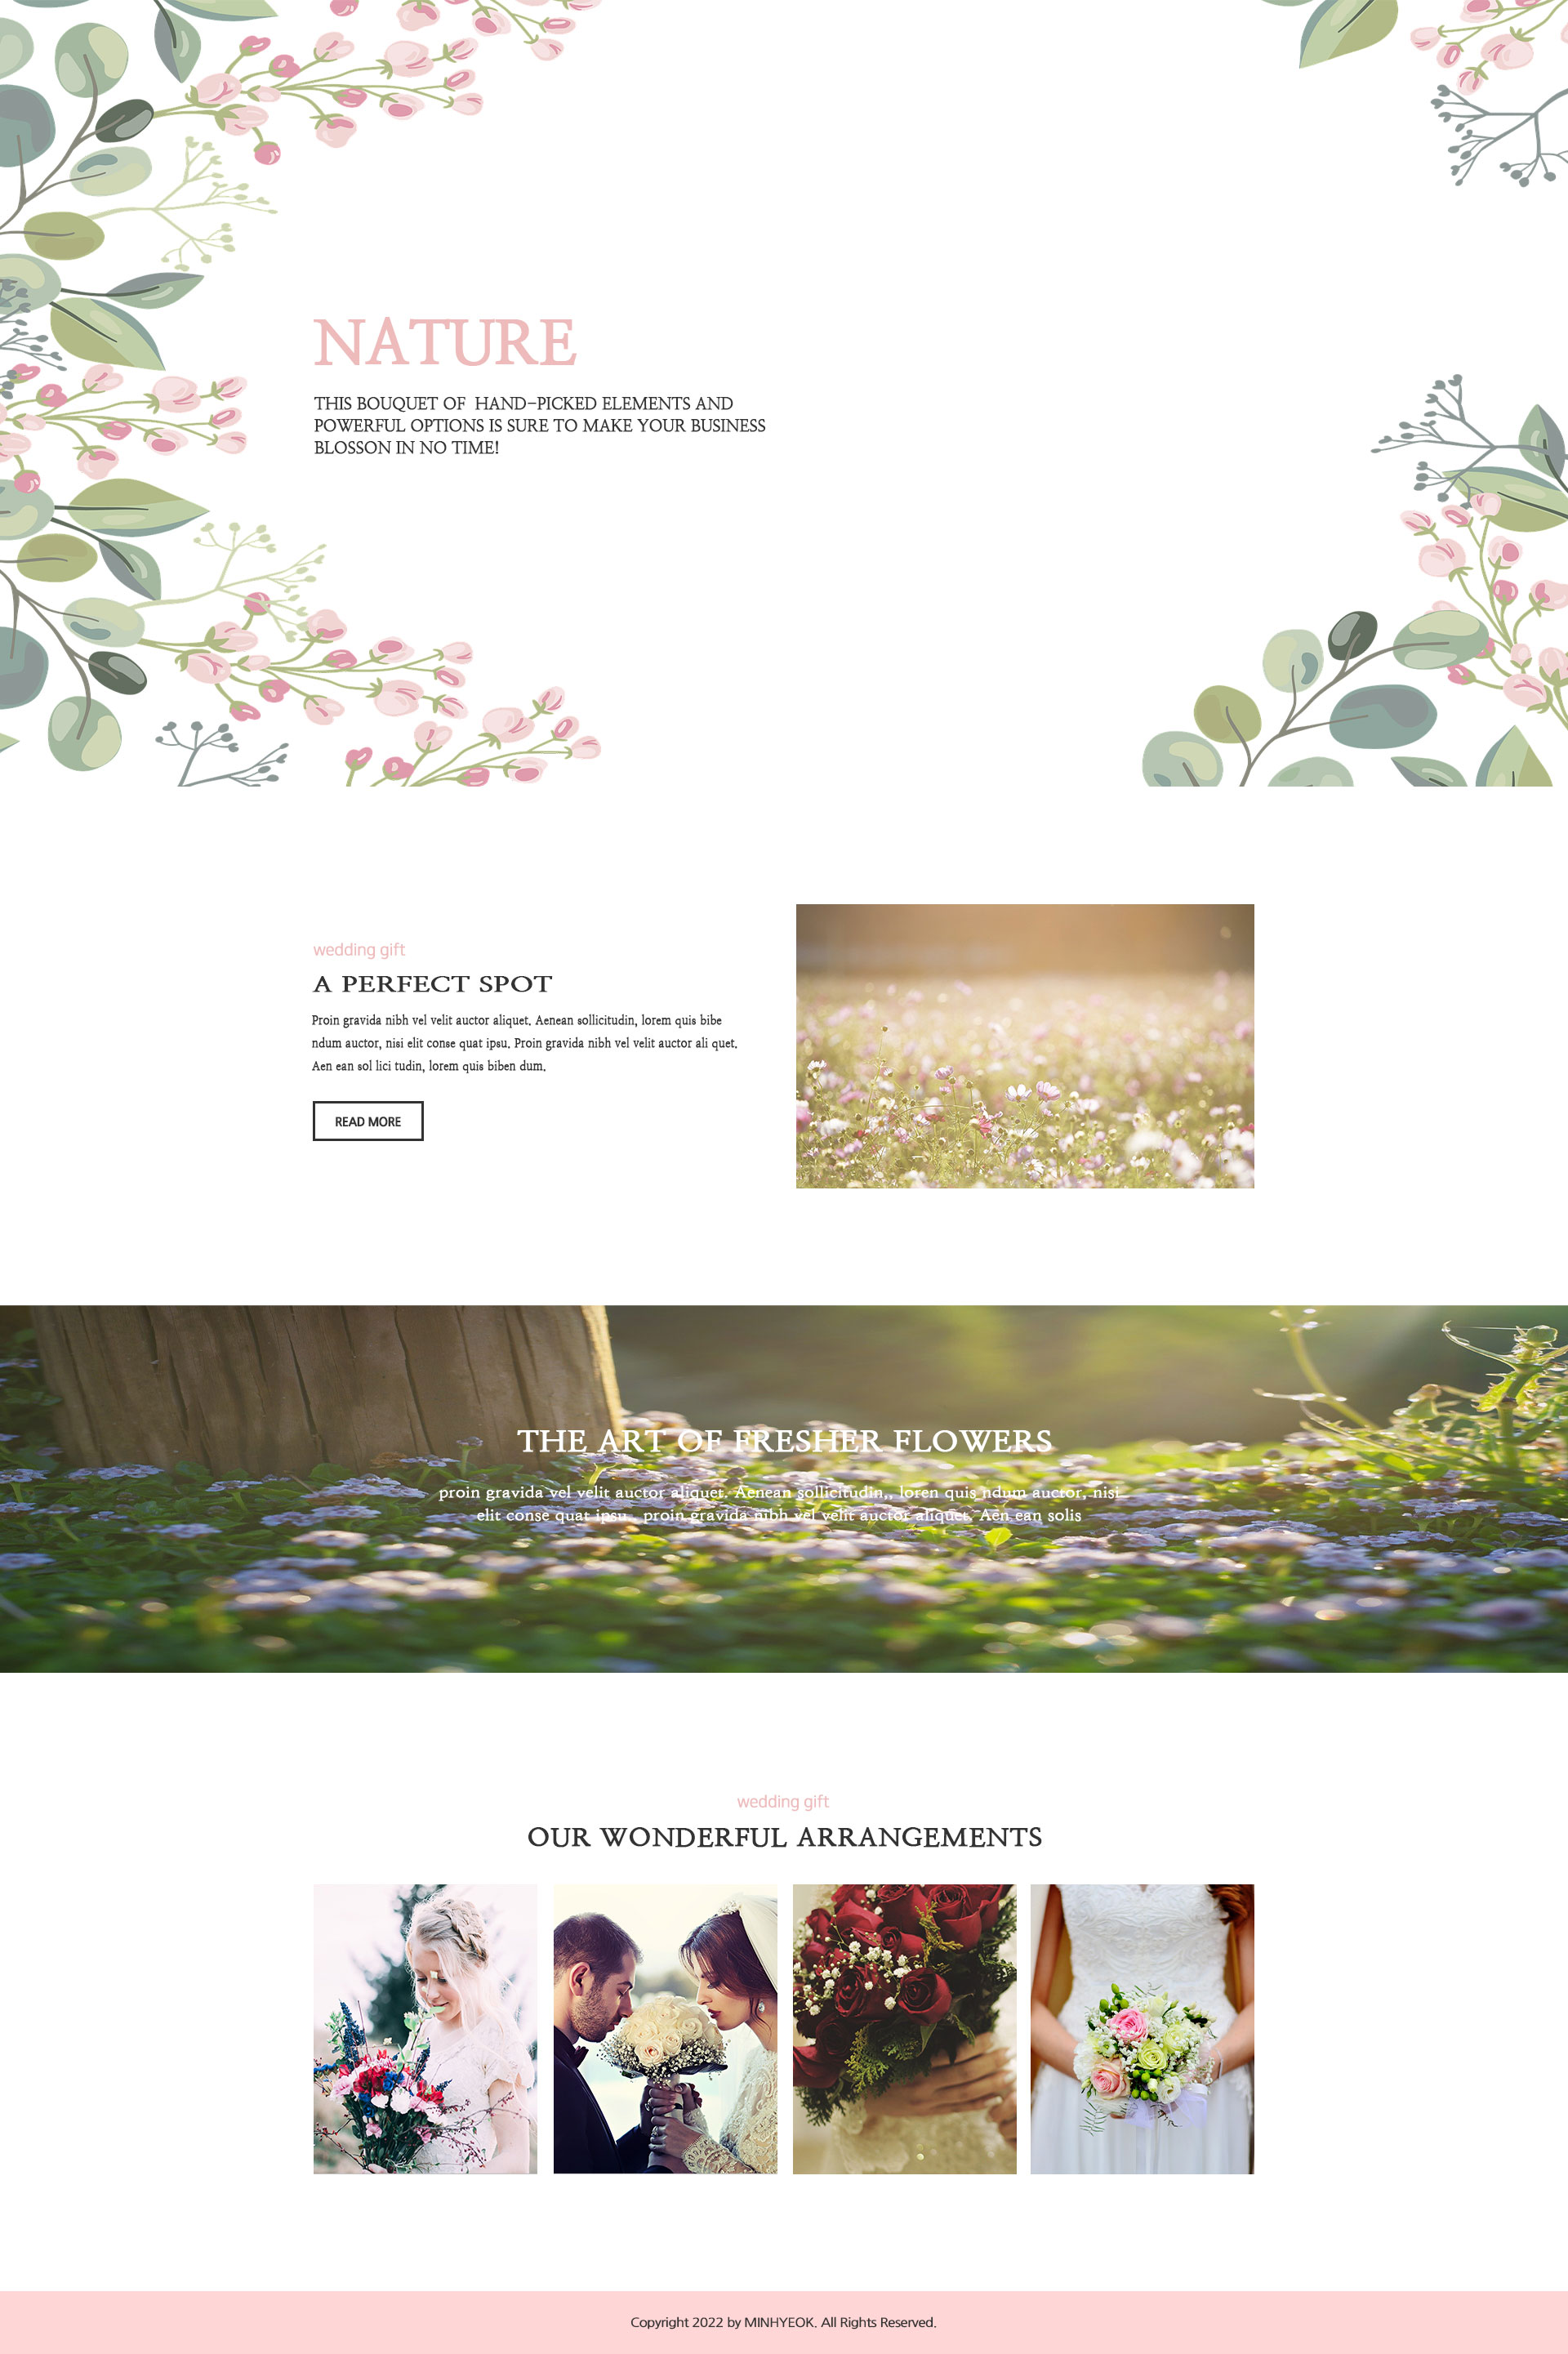 NATURE
THIS BOUQUET OF HAND-PICKED ELEMENTS AND
POWERFUL OPTIONS IS SURE TO MAKE YOUR BUSINESS
BLOSSON IN NO TIME!
wedding gift
A PERFECT SPOT
Proin gravida nibh vel velit auctor aliquet. Aenean sollicitudin, lorem quis bibe
ndum auctor, nisi elit conse quat ipsu. Proin gravida nibh vel velit auctor ali quet.
Aen ean sol lici tudin, lorem quis biben dum.
READ MORE
THE ART OF FRESHER FLOWERS
proin gravida vel velit auctor aliquet. Aenean sollicitudin,, loren quis ndum auctor, nisi
elit conse quat ipsu. proin gravida nibh vel velit auctor aliquet. Aen ean solis
wedding gift
OUR WONDERFUL ARRANGEMENTS
Copyright 2022 by MINHYEOK. All Rights Reserved.